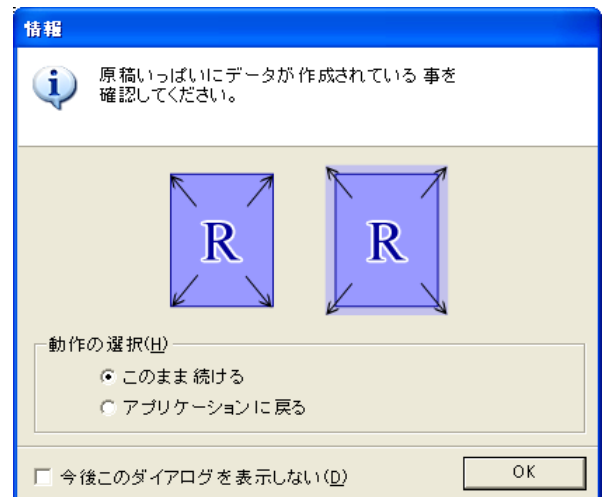 情報
原稿いっぱいにデータが作成されている 事を
確認してください。
R R
動作の選択(H)
このまま 続ける
アプリケーションに 戻る
今後このダイアログを表示しない(D)
OK